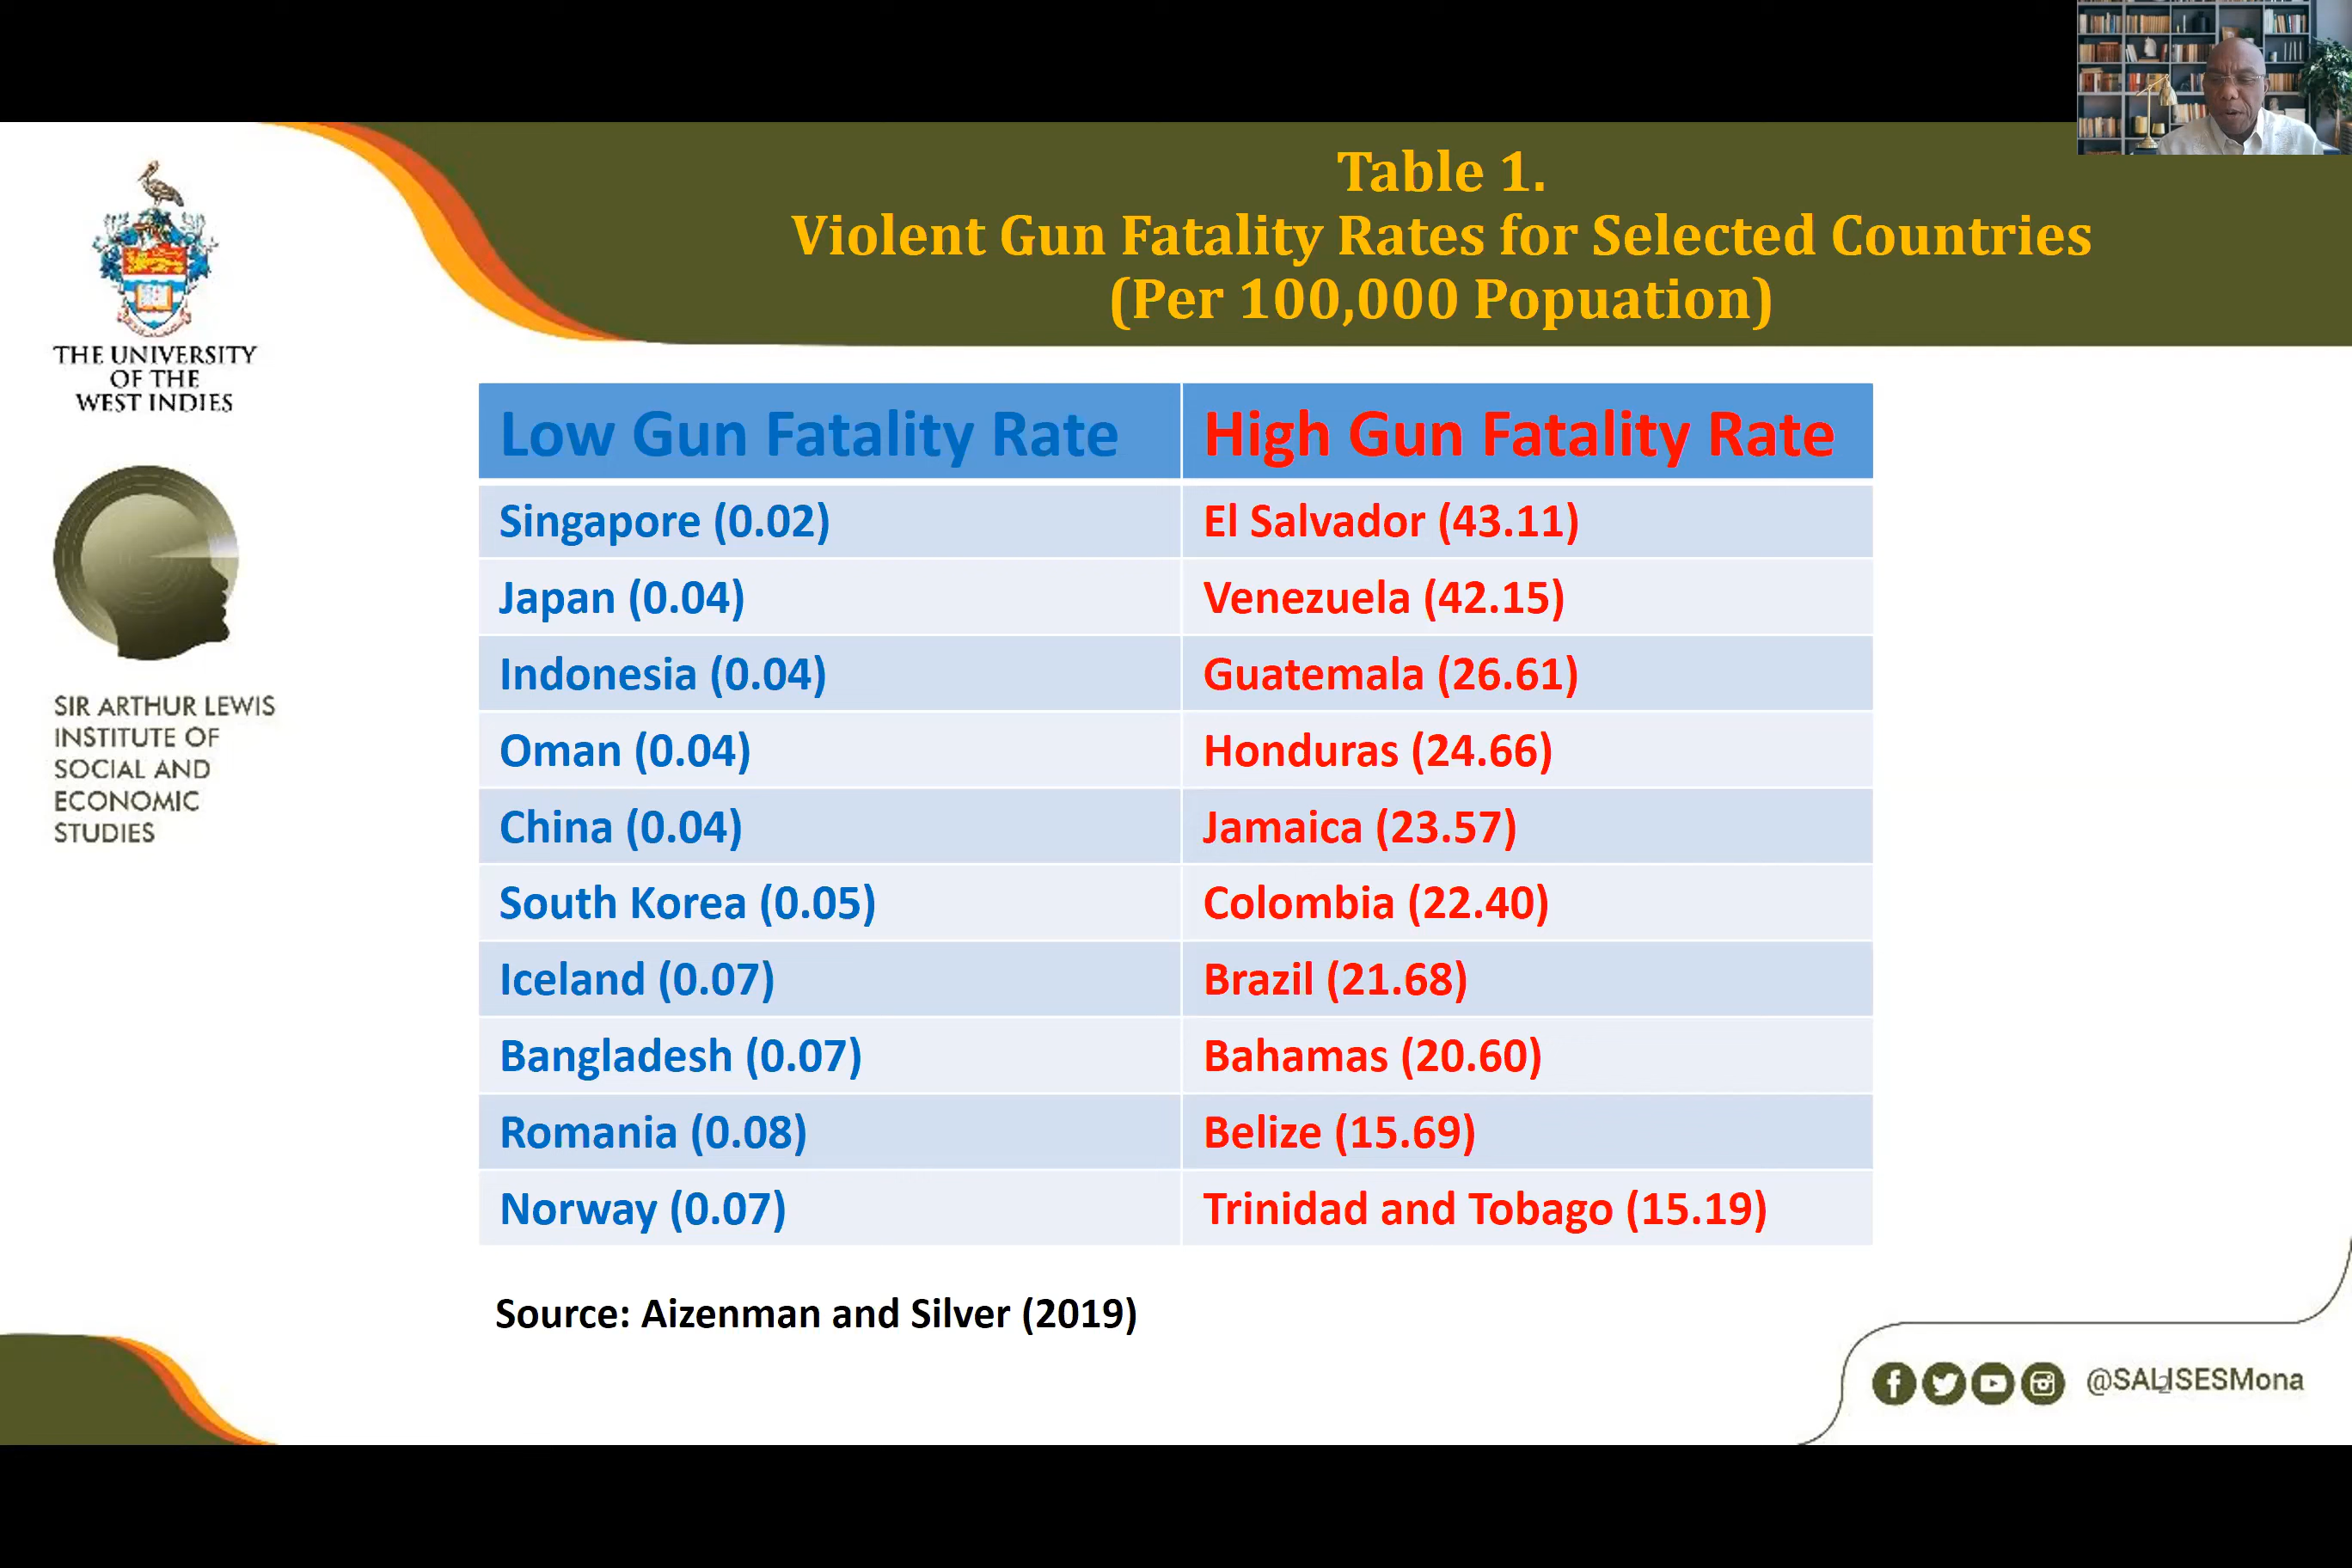 Table 1.
Violent Gun Fatality Rates for Selected Countries
(Per 100,000 Popuation)
THE UNIVERSITY
OF THE
WEST INDIES
SIR ARTHUR LEWIS
INSTITUTE OF
SOCIAL AND
ECONOMIC
STUDIES
Low Gun Fatality Rate High Gun Fatality Rate
Singapore (0.02) El Salvador (43.11)
Japan (0.04) Venezuela (42.15)
Indonesia (0.04) Guatemala (26.61)
Oman (0.04) Honduras (24.66)
China (0.04) Jamaica (23.57)
South Korea (0.05) Colombia (22.40)
Iceland (0.07) Brazil (21.68)
Bangladesh (0.07) Bahamas (20.60)
Romania (0.08) Belize (15.69)
Norway (0.07) Trinidad and Tobago (15.19)
Source: Aizenman and Silver (2019)
@SALISESMona
2